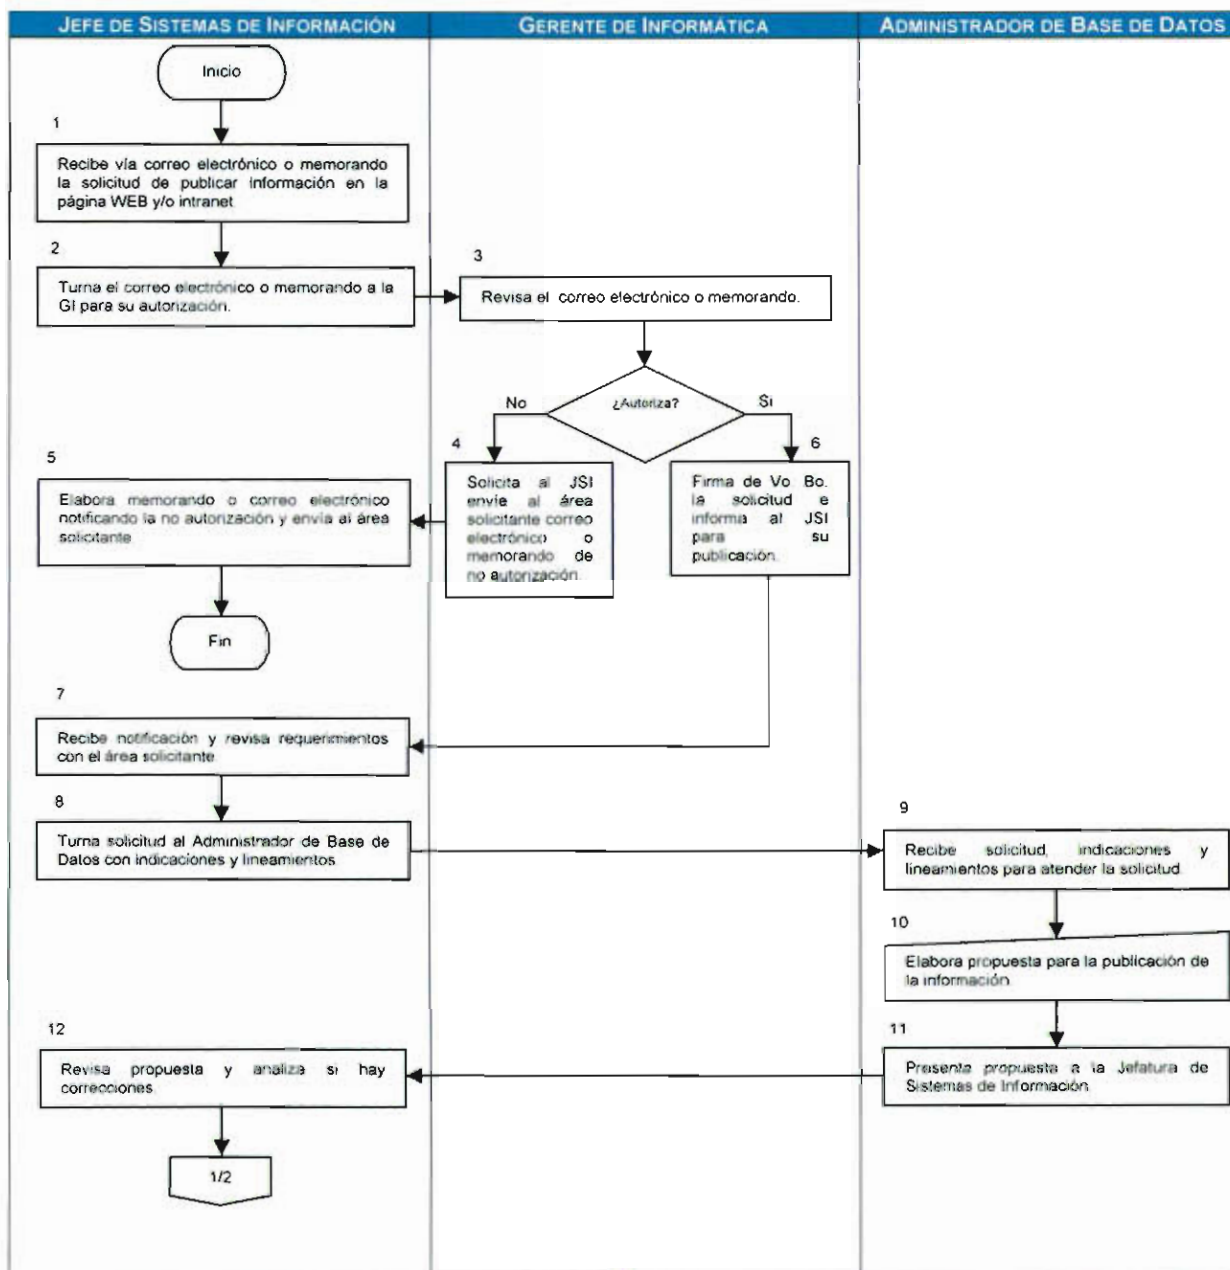 JEFE DE SISTEMAS DE INFORMACIÓN
GERENTE DE INFORMÁTICA
ADMINISTRADOR DE BASE DE DATOS
Inicio
1
Recibe vía correo electrónico o memorando
la solicitud de publicar información en la
página WEB y/o intranet
2
Turna el correo electrónico o memorando a la
GI para su autorización.
3
Revisa el correo electrónico o memorando.
¿Autoriza?
No
Si
4
Solicita al JSI
envíe al área
solicitante correo
electrónico o
memorando de
no autorización.
5
Elabora memorando o correo electrónico
notificando la no autorización y envía al área
solicitante
6
Firma de Vo Bo.
la solicitud e
informa al JSI
para su
publicación.
Fin
7
Recibe notificación y revisa requerimientos
con el área solicitante
8
Turna solicitud al Administrador de Base de
Datos con indicaciones y lineamientos
9
Recibe solicitud, indicaciones y
lineamientos para atender la solicitud
10
Elabora propuesta para la publicación de
la información
11
Presenta propuesta a la Jefatura de
Sistemas de Información
12
Revisa propuesta y analiza si hay
correcciones.
1/2